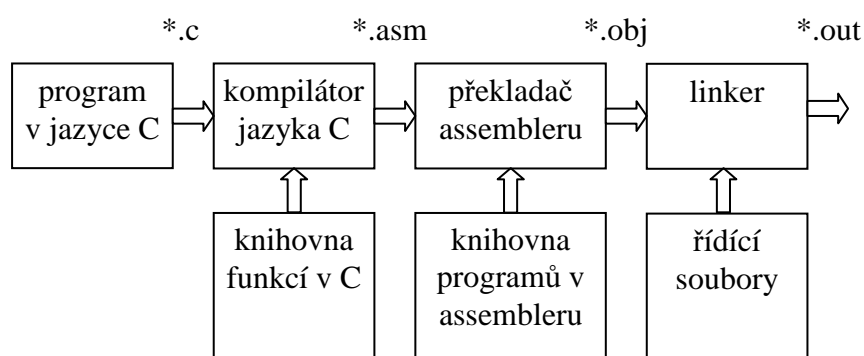 *.c
*.asm
*.obj
*.out
program
v jazyce C
kompilátor
jazyka C
překladač
assembleru
linker
knihovna
funkcí v C
knihovna
programů v
assembleru
řídící
soubory